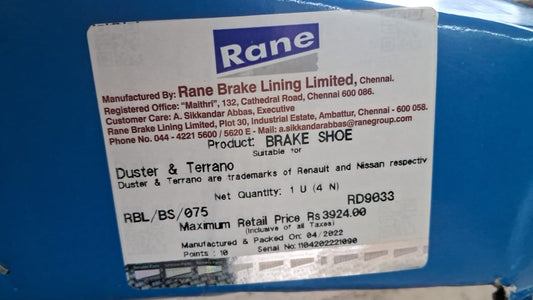 Rane
Manufactured By: Rane Brake Lining Limited, Chennai.
Registered Office: "Maithri", 132, Cathedral Road, Chennai 600 086.
Customer Care: A. Sikkandar Abbas, Executive
Rane Brake Lining Limited, Plot 30, Industrial Estate, Ambattur, Chennai - 600 058.
Phone No. 044 - 4221 5600 / 5620 E - Mail: a.sikkandarabbas@ranegroup.com
Product: BRAKE SHOE
Suitable for
Duster & Terrano
Duster & Terrano are trademarks of Renault and Nissan respectiv
Net Quantity: 1 U (4 N)
RBL/BS/075 RD9033
Maximum Retail Price Rs3924.00
(Inclusive of all Taxes)
Manufactured & Packed On: 04/2022
Points : 10 Serial No: 1104202221090